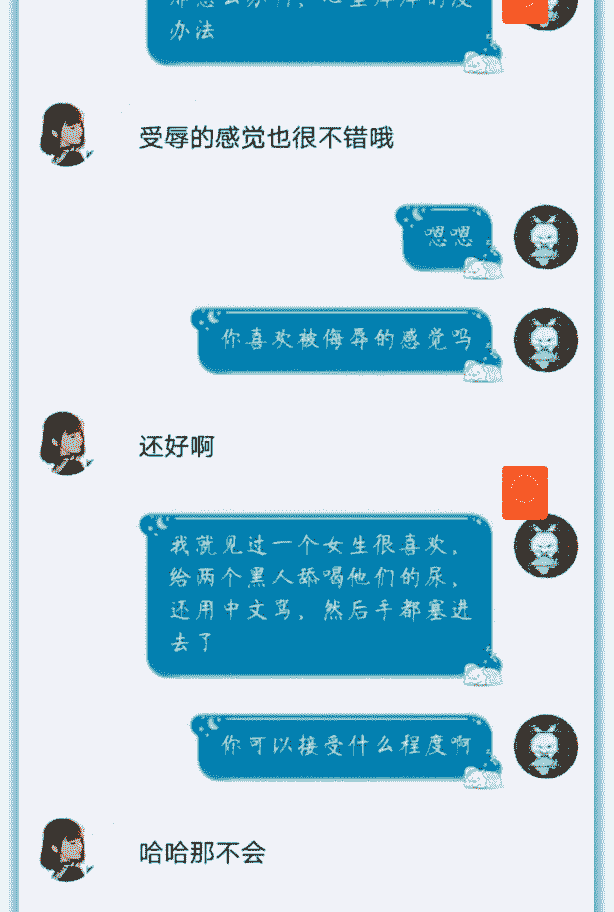 办法
受辱的感觉也很不错哦
嗯嗯
你喜欢被侮辱的感觉吗
还好啊
我就见过一个女生很喜欢，
给两个黑人舔喝他们的尿，
还用中文骂，然后手都塞进
去了
你可以接受什么程度啊
哈哈那不会